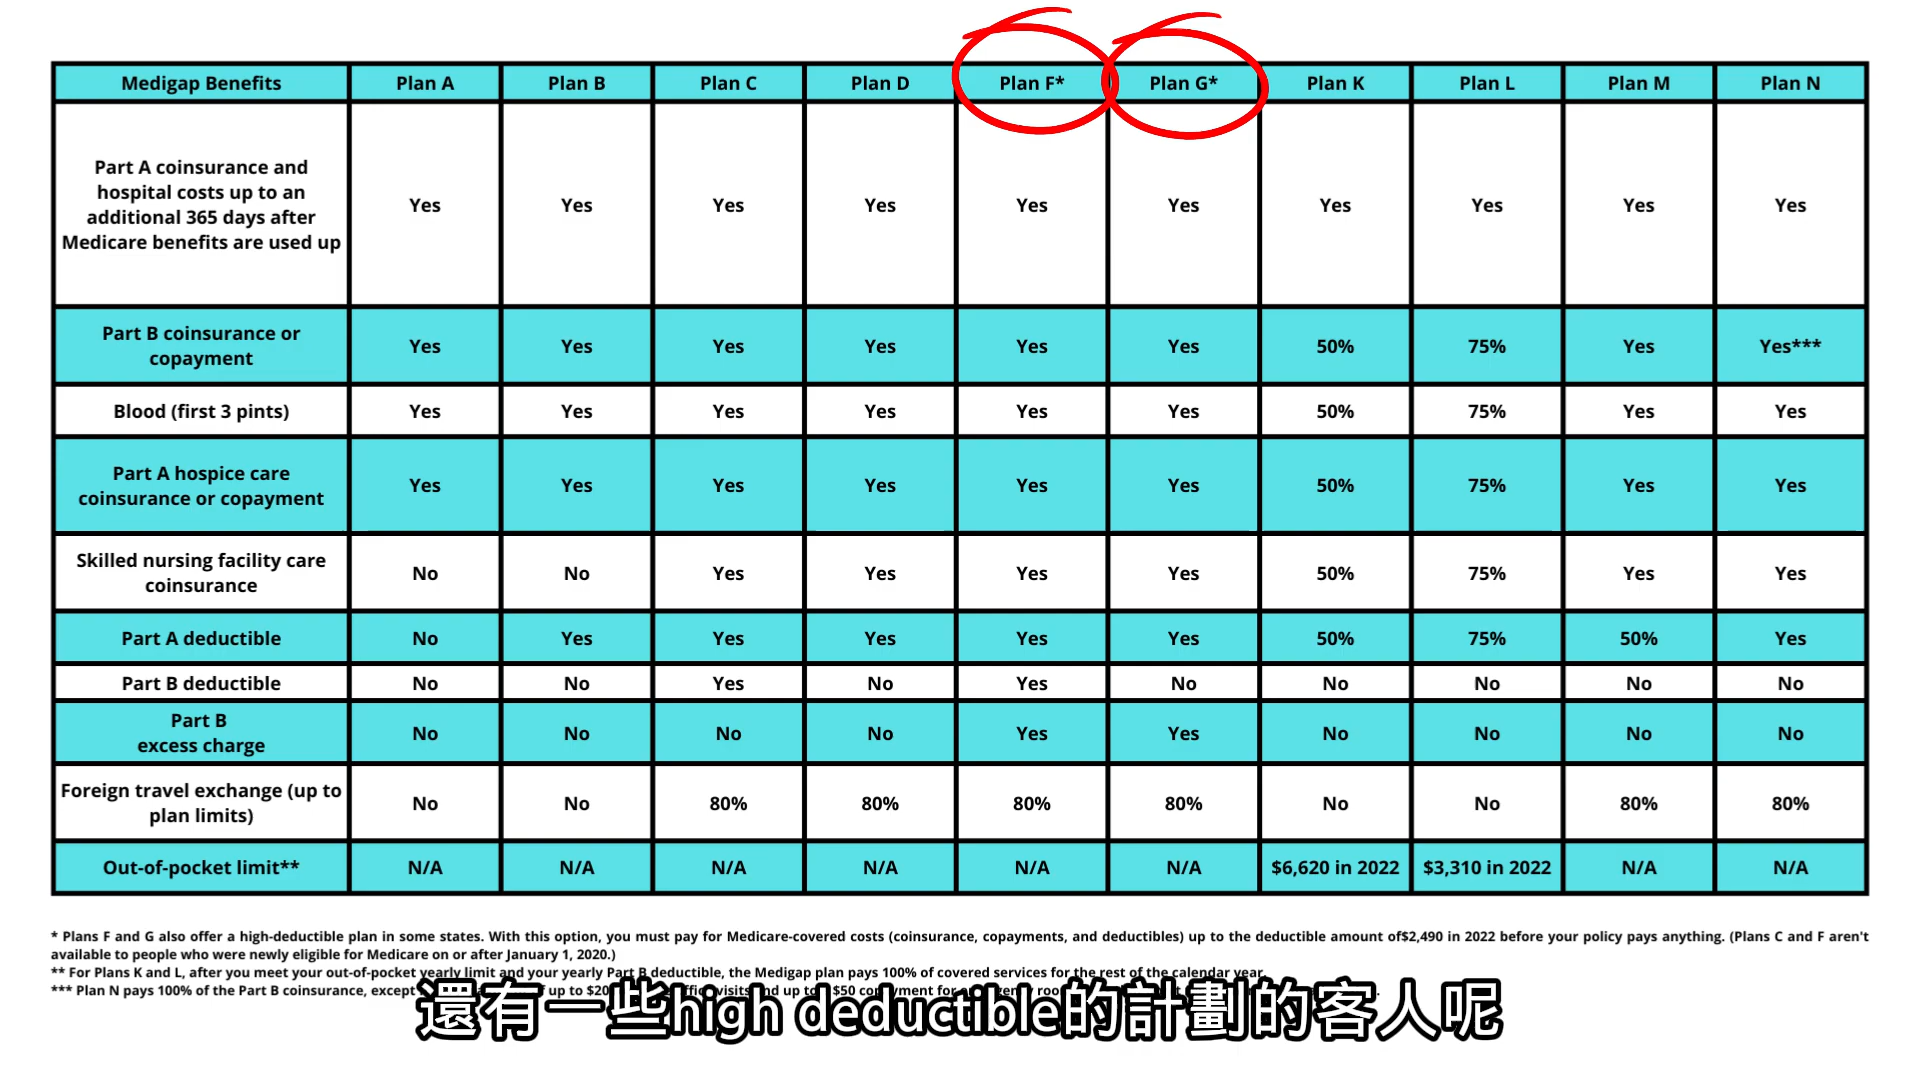 Medigap Benefits Plan A Plan B Plan C Plan D Plan F* Plan G* Plan K Plan L Plan M Plan N
Part A coinsurance and
hospital costs up to an
additional 365 days after
Medicare benefits are used up
Yes Yes Yes Yes Yes Yes Yes Yes Yes Yes
Part B coinsurance or
copayment
Yes Yes Yes Yes Yes Yes 50% 75% Yes Yes***
Blood (first 3 pints) Yes Yes Yes Yes Yes Yes 50% 75% Yes Yes
Part A hospice care
coinsurance or copayment
Yes Yes Yes Yes Yes Yes 50% 75% Yes Yes
Skilled nursing facility care
coinsurance
No No Yes Yes Yes Yes 50% 75% Yes Yes
Part A deductible No Yes Yes Yes Yes Yes 50% 75% 50% Yes
Part B deductible No No Yes No Yes No No No No No
Part B
excess charge
No No No No Yes Yes No No No No
Foreign travel exchange (up to
plan limits)
No No 80% 80% 80% 80% No No 80% 80%
Out-of-pocket limit** N/A N/A N/A N/A N/A N/A $6,620 in 2022 $3,310 in 2022 N/A N/A
* Plans F and G also offer a high-deductible plan in some states. With this option, you must pay for Medicare-covered costs (coinsurance, copayments, and deductibles) up to the deductible amount of$2,490 in 2022 before your policy pays anything. (Plans C and F aren't
available to people who were newly eligible for Medicare on or after January 1, 2020.)
** For Plans K and L, after you meet your out-of-pocket yearly limit and your yearly Part B deductible, the Medigap plan pays 100% of covered services for the rest of the calendar year.
*** Plan N pays 100% of the Part B coinsurance, except
還有一些high deductible的計劃的客人呢